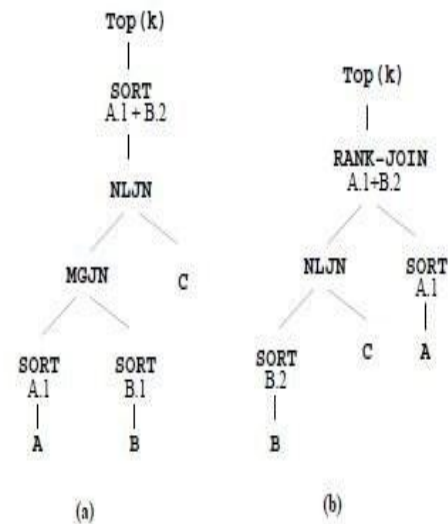 Top(k)
SORT
A.1 + B.2
NLJN
MGJN
C
SORT
A.1
SORT
B.1
A
B
(a)
Top(k)
RANK-JOIN
A.1+B.2
NLJN
SORT
A.1
SORT
B.2
C
A
B
(b)